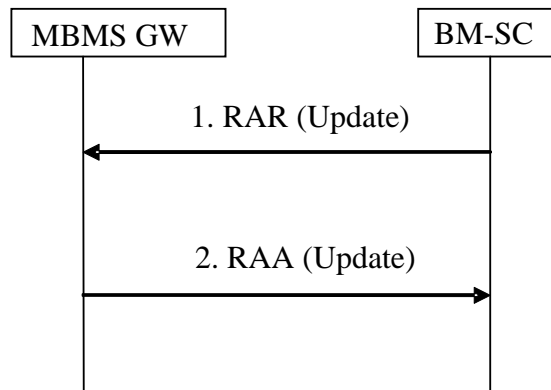 MBMS GW
BM-SC
1. RAR (Update)
2. RAA (Update)